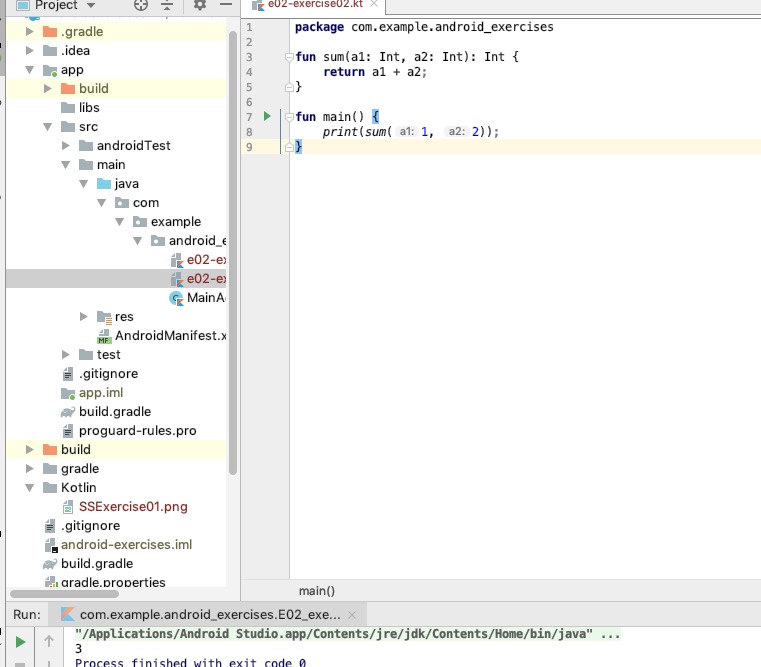 Project
e02-exercise02.kt
.gradle
.idea
app
build
libs
src
androidTest
main
java
com
example
android_e
e02-ex
e02-ex
MainA
res
AndroidManifest.x
test
.gitignore
app.iml
build.gradle
proguard-rules.pro
build
gradle
Kotlin
SSExercise01.png
.gitignore
android-exercises.iml
build.gradle
gradle.properties
1 package com.example.android_exercises
2
3 fun sum(a1: Int, a2: Int): Int {
4 return a1 + a2;
5 }
6
7 fun main() {
8 print(sum( a1: 1, a2: 2));
9 }
main()
Run: com.example.android_exercises.E02_exe...
"/Applications/Android Studio.app/Contents/jre/jdk/Contents/Home/bin/java" ...
3
Process finished with exit code 0